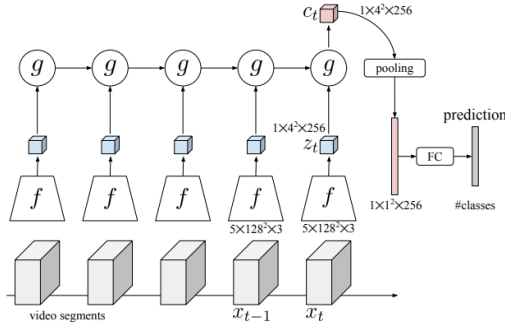 c_t
1×4²×256
g
g
g
g
g
pooling
1×4²×256
z_t
prediction
f
f
f
f
f
FC
5×128²×3
5×128²×3
1×1²×256
#classes
video segments
x_{t−1}
x_t